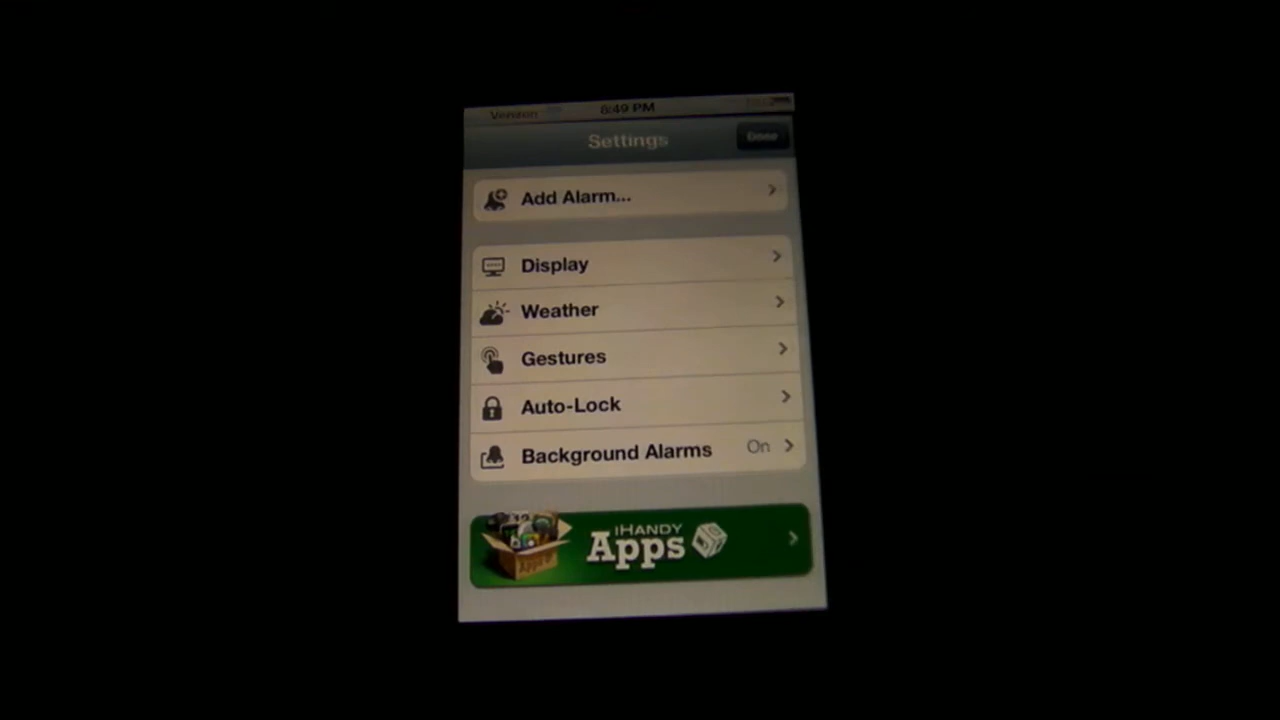 Verizon 8:49 PM
Settings
Done
Add Alarm...
Display
Weather
Gestures
Auto-Lock
Background Alarms On
iHANDY
Apps